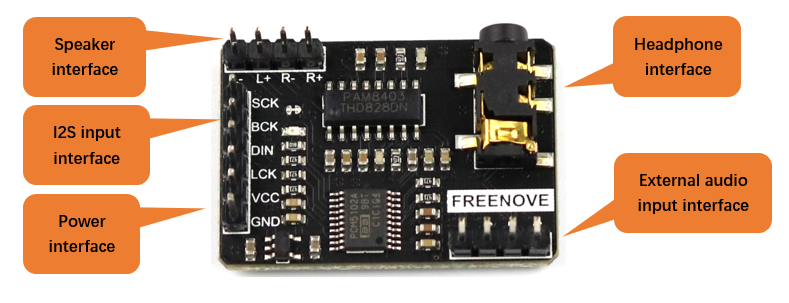 Speaker
interface
Headphone
interface
L- L+ R- R+
I2S input
interface
SCK
BCK
DIN
LCK
VCC
GND
PAM8403
THD828DN
Power
interface
PCM5102A
FREENOVE
External audio
input interface